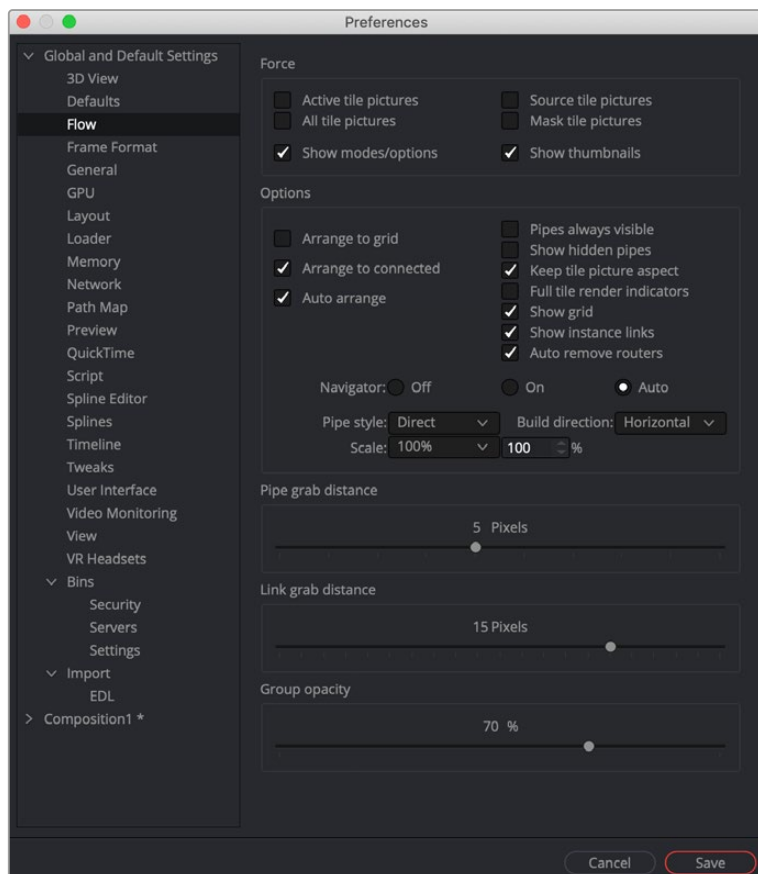 Preferences
Global and Default Settings
3D View
Defaults
Flow
Frame Format
General
GPU
Layout
Loader
Memory
Network
Path Map
Preview
QuickTime
Script
Spline Editor
Splines
Timeline
Tweaks
User Interface
Video Monitoring
View
VR Headsets
Bins
Security
Servers
Settings
Import
EDL
Composition1 *
Force
Active tile pictures
Source tile pictures
All tile pictures
Mask tile pictures
Show modes/options
Show thumbnails
Options
Arrange to grid
Arrange to connected
Auto arrange
Pipes always visible
Show hidden pipes
Keep tile picture aspect
Full tile render indicators
Show grid
Show instance links
Auto remove routers
Navigator: Off On Auto
Pipe style: Direct Build direction: Horizontal
Scale: 100% 100 %
Pipe grab distance
5 Pixels
Link grab distance
15 Pixels
Group opacity
70 %
Cancel Save